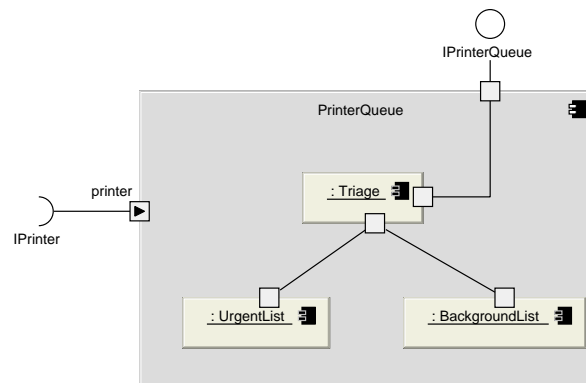 IPrinterQueue
PrinterQueue
: Triage
printer
IPrinter
: UrgentList
: BackgroundList